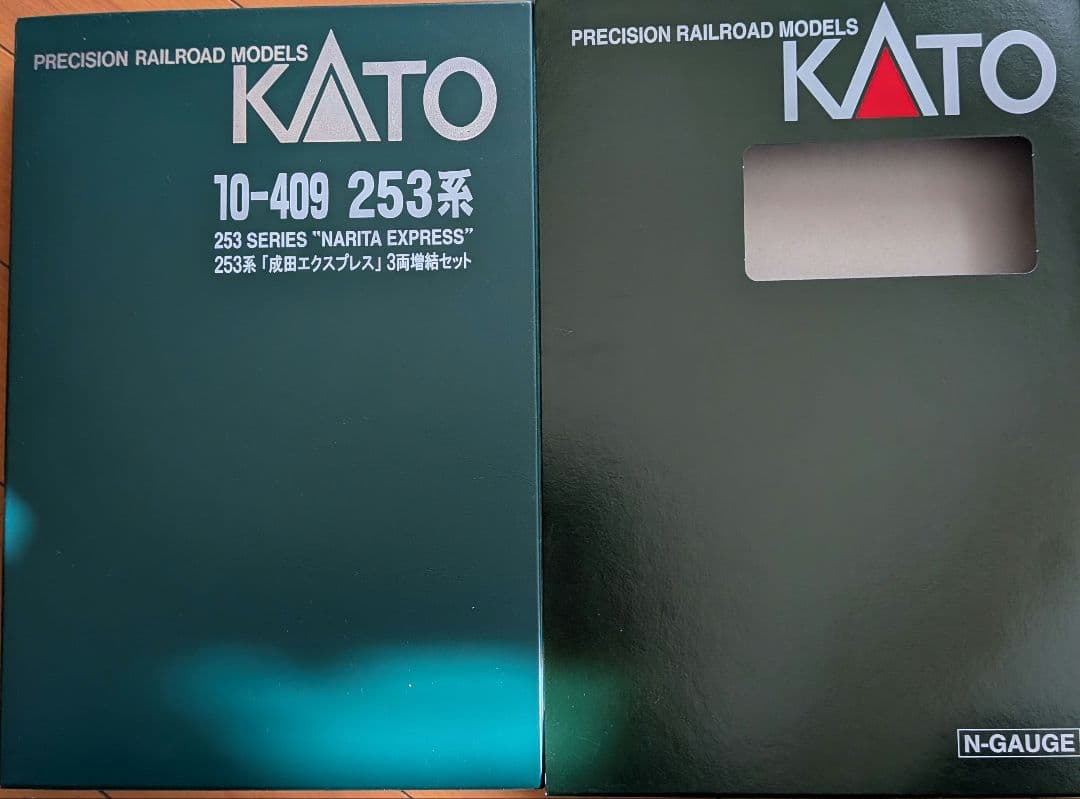 PRECISION RAILROAD MODELS
KATO
10-409 253系
253 SERIES "NARITA EXPRESS"
253系「成田エクスプレス」3両増結セット
PRECISION RAILROAD MODELS
KATO
N-GAUGE